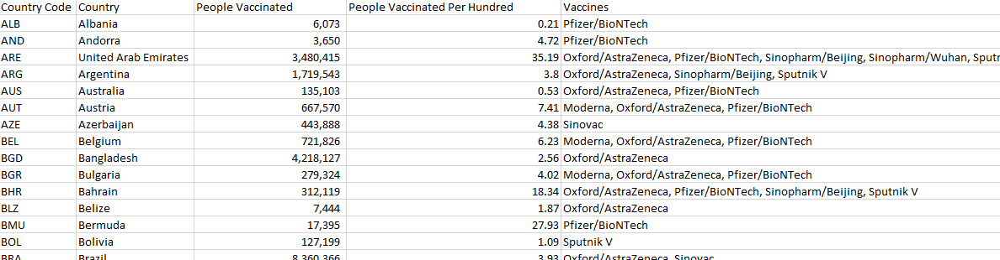 Country Code Country People Vaccinated People Vaccinated Per Hundred Vaccines
ALB Albania 6,073 0.21 Pfizer/BioNTech
AND Andorra 3,650 4.72 Pfizer/BioNTech
ARE United Arab Emirates 3,480,415 35.19 Oxford/AstraZeneca, Pfizer/BioNTech, Sinopharm/Beijing, Sinopharm/Wuhan,
ARG Argentina 1,719,543 3.8 Oxford/AstraZeneca, Sinopharm/Beijing, Sputnik V
AUS Australia 135,103 0.53 Oxford/AstraZeneca, Pfizer/BioNTech
AUT Austria 667,570 7.41 Moderna, Oxford/AstraZeneca, Pfizer/BioNTech
AZE Azerbaijan 443,888 4.38 Sinovac
BEL Belgium 721,826 6.23 Moderna, Oxford/AstraZeneca, Pfizer/BioNTech
BGD Bangladesh 4,218,127 2.56 Oxford/AstraZeneca
BGR Bulgaria 279,324 4.02 Moderna, Oxford/AstraZeneca, Pfizer/BioNTech
BHR Bahrain 312,119 18.34 Oxford/AstraZeneca, Pfizer/BioNTech, Sinopharm/Beijing, Sputnik V
BLZ Belize 7,444 1.87 Oxford/AstraZeneca
BMU Bermuda 17,395 27.93 Pfizer/BioNTech
BOL Bolivia 127,199 1.09 Sputnik V
BRA Brazil 8,360,366 3.93 Oxford/AstraZeneca, Sinovac